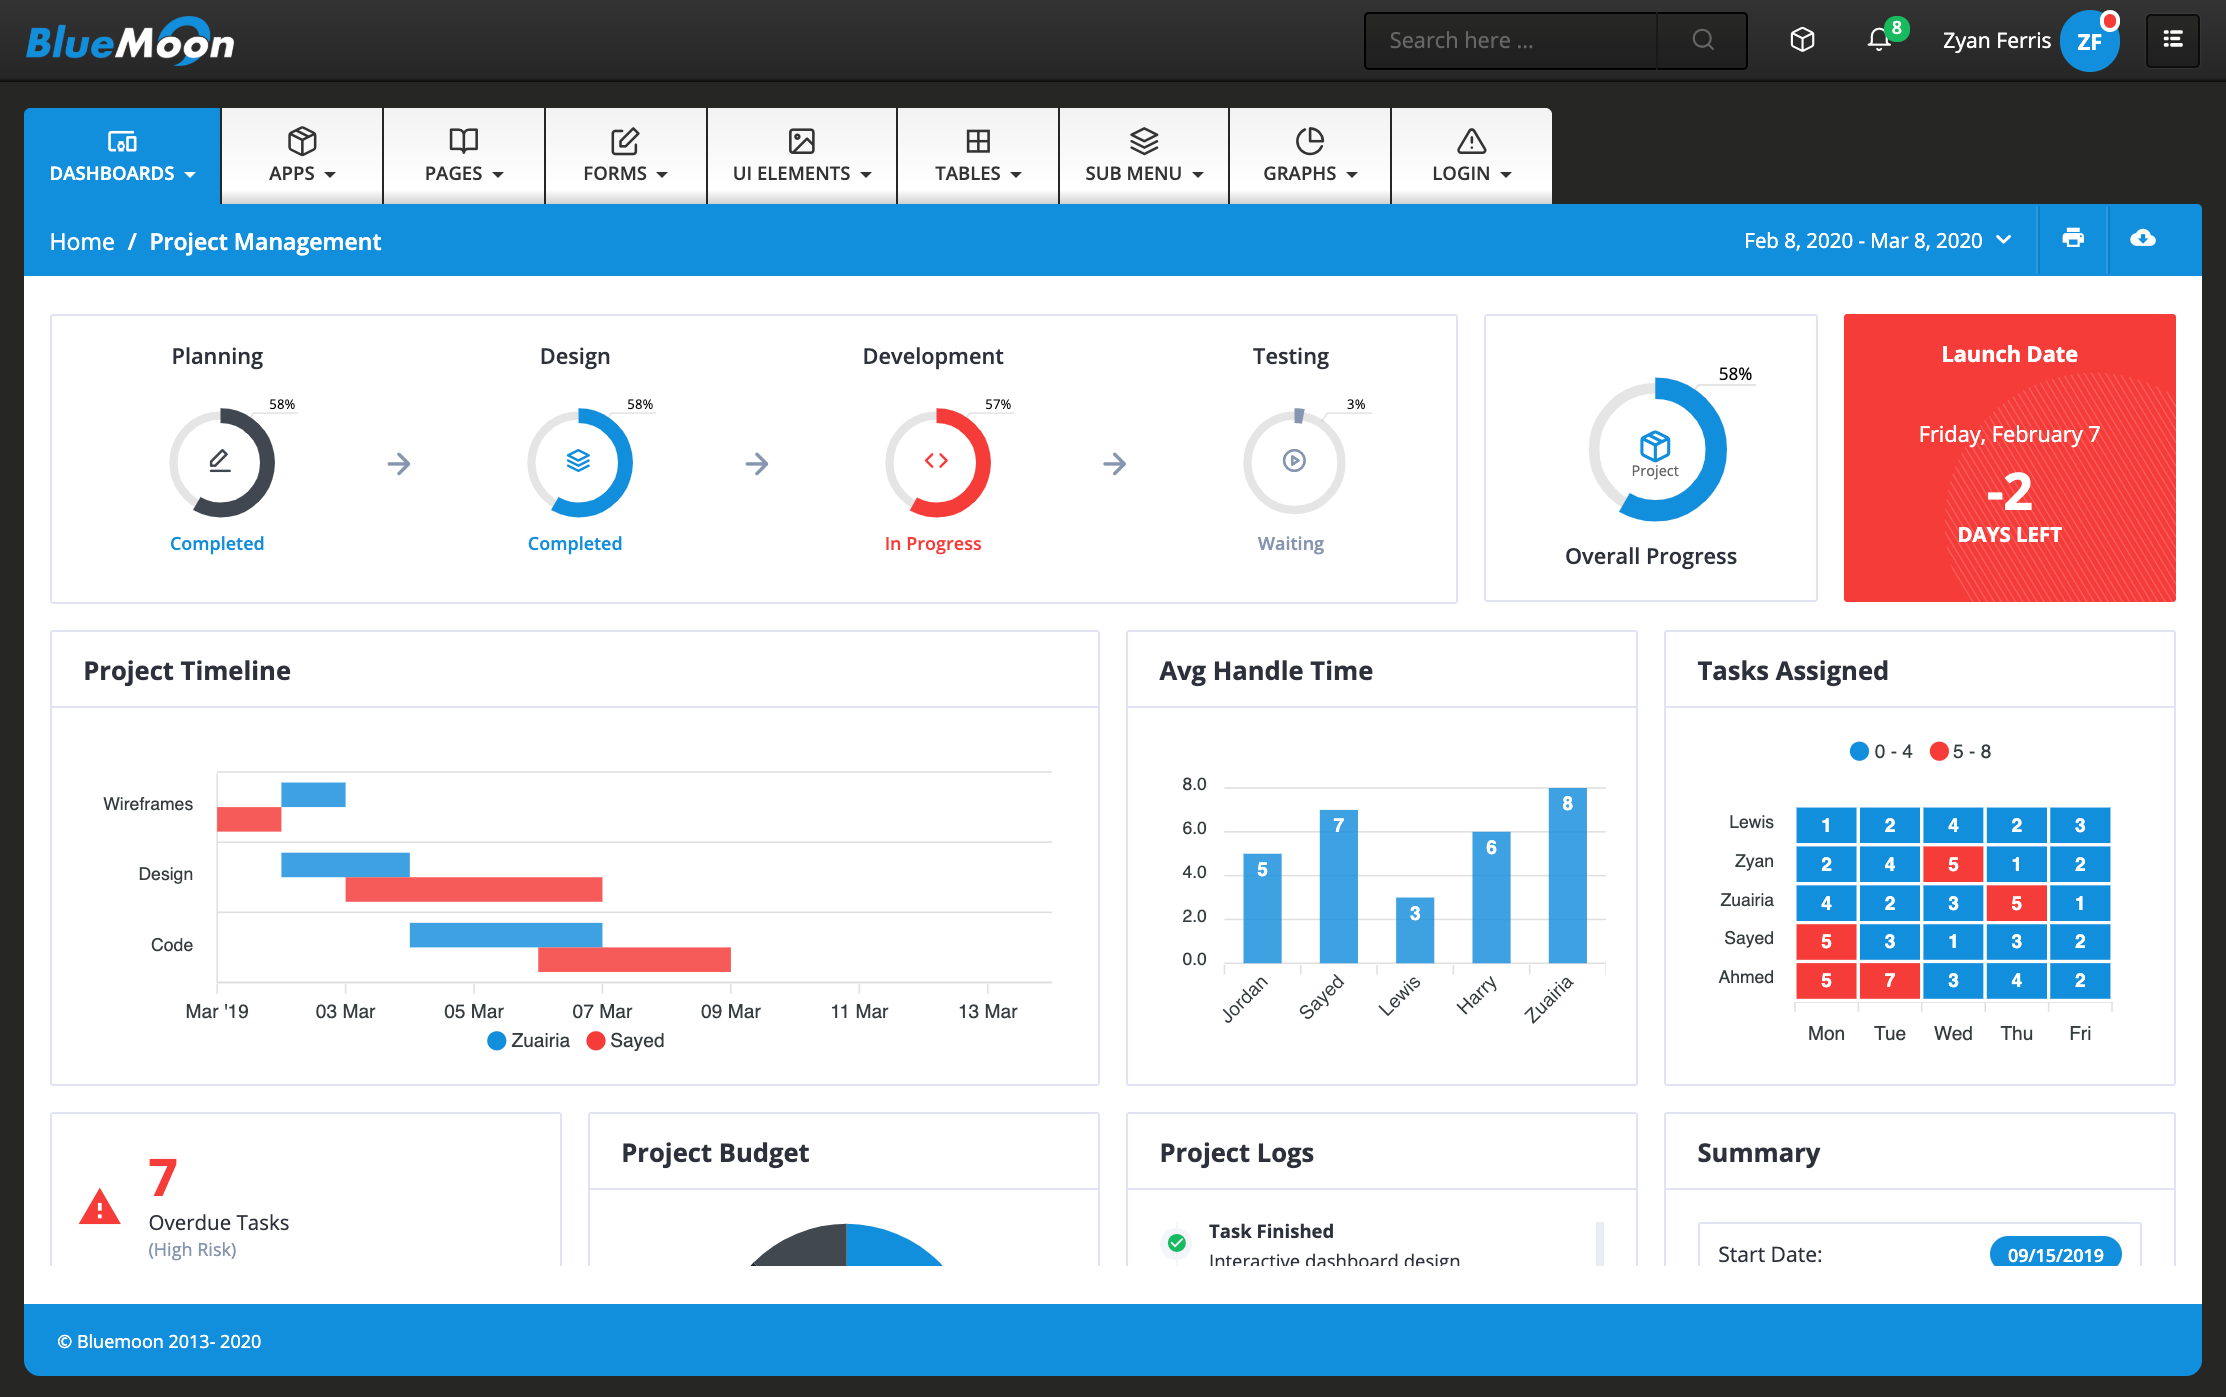 BlueMoon
Search here ...
8
Zyan Ferris
ZF
DASHBOARDS
APPS
PAGES
FORMS
UI ELEMENTS
TABLES
SUB MENU
GRAPHS
LOGIN
Home / Project Management
Feb 8, 2020 - Mar 8, 2020
Planning
58%
Completed
Design
58%
Completed
Development
57%
In Progress
Testing
3%
Waiting
58%
Project
Overall Progress
Launch Date
Friday, February 7
-2
DAYS LEFT
Project Timeline
Wireframes
Design
Code
Mar '19 03 Mar 05 Mar 07 Mar 09 Mar 11 Mar 13 Mar
Zuairia Sayed
Avg Handle Time
8.0
6.0
4.0
2.0
0.0
5 7 3 6 8
Jordan Sayed Lewis Harry Zuairia
Tasks Assigned
0 - 4 5 - 8
Lewis 1 2 4 2 3
Zyan 2 4 5 1 2
Zuairia 4 2 3 5 1
Sayed 5 3 1 3 2
Ahmed 5 7 3 4 2
Mon Tue Wed Thu Fri
7
Overdue Tasks
(High Risk)
Project Budget
Project Logs
Task Finished
Interactive dashboard design
Summary
Start Date: 09/15/2019
© Bluemoon 2013- 2020